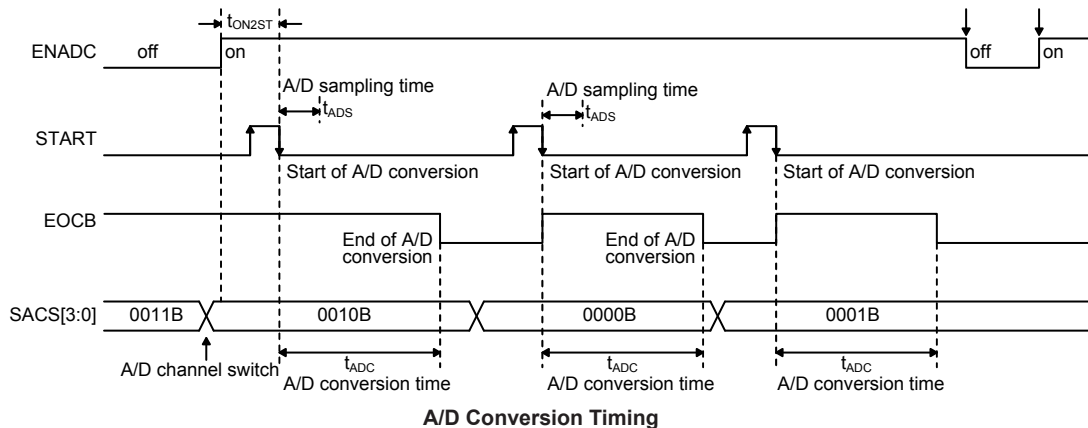 tON2ST
ENADC off on off on
A/D sampling time A/D sampling time
tADS tADS
START
Start of A/D conversion Start of A/D conversion Start of A/D conversion
EOCB
End of A/D conversion End of A/D conversion
SACS[3:0] 0011B 0010B 0000B 0001B
A/D channel switch
tADC tADC tADC
A/D conversion time A/D conversion time A/D conversion time
A/D Conversion Timing